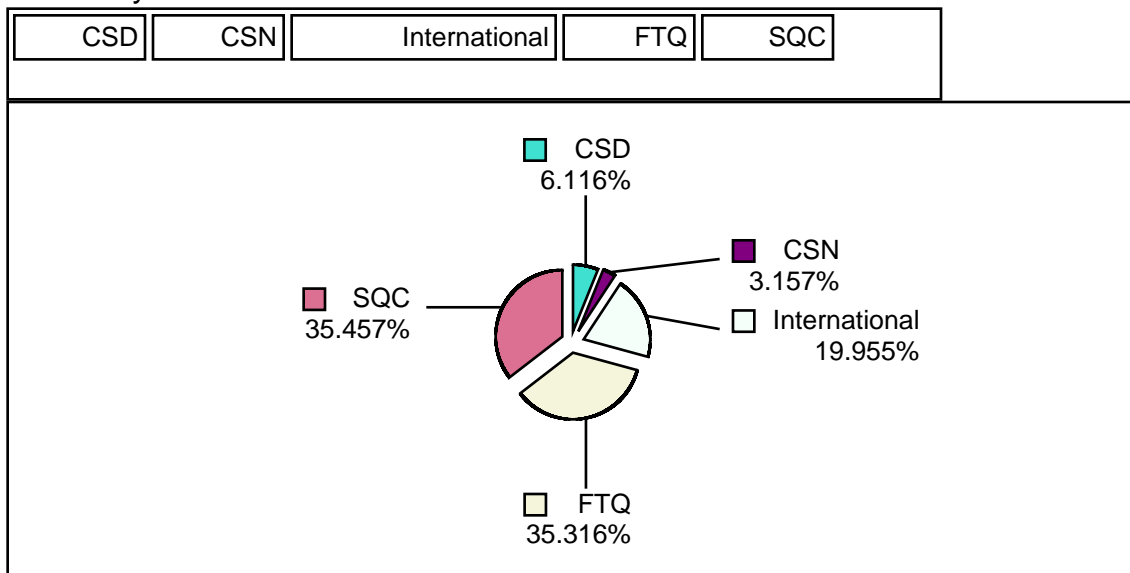 CSD CSN International FTQ SQC
CSD
6.116%
CSN
3.157%
SQC
35.457%
International
19.955%
FTQ
35.316%